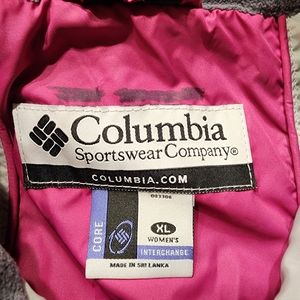 Columbia
Sportswear Company®
COLUMBIA.COM
CORE
XL
WOMEN'S
INTERCHANGE
MADE IN SRI LANKA